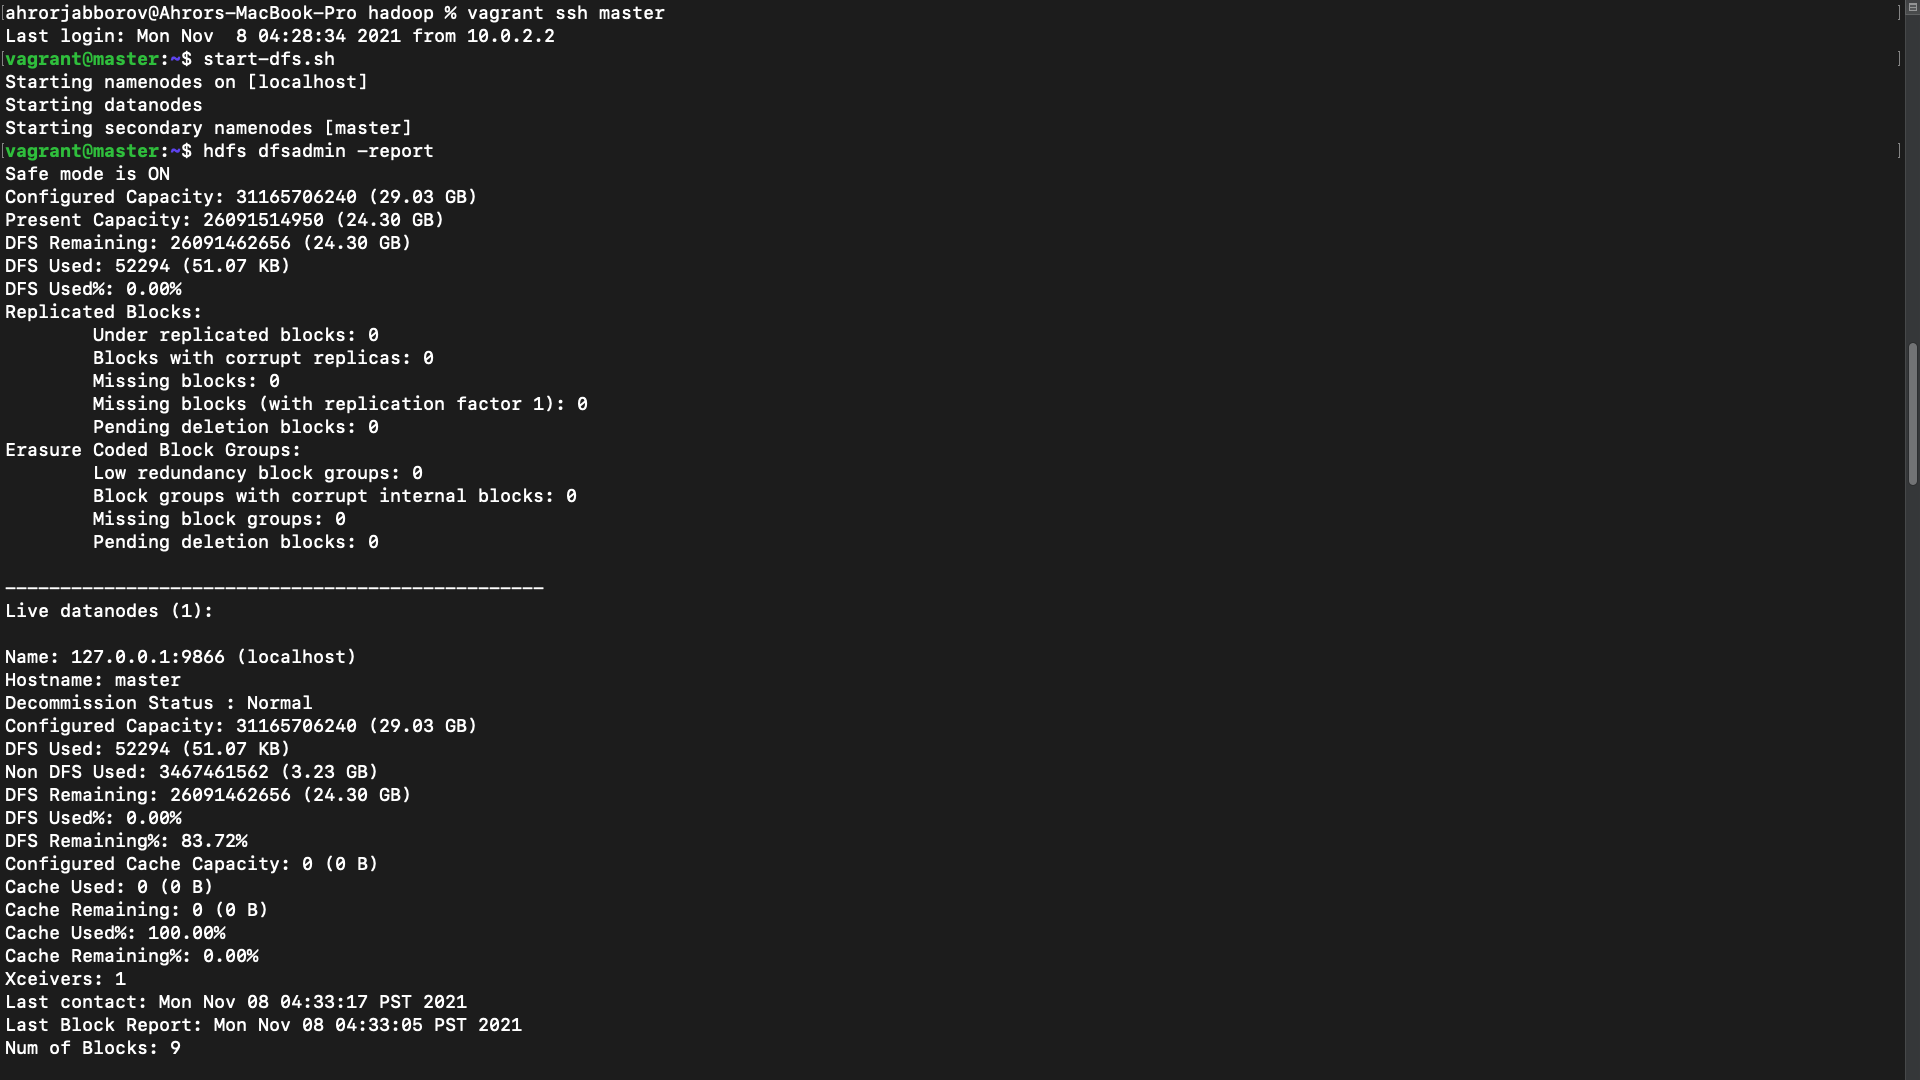 [ahrorjabborov@Ahrors-MacBook-Pro hadoop % vagrant ssh master ]
Last login: Mon Nov  8 04:28:34 2021 from 10.0.2.2
[vagrant@master:~$ start-dfs.sh ]
Starting namenodes on [localhost]
Starting datanodes
Starting secondary namenodes [master]
[vagrant@master:~$ hdfs dfsadmin -report ]
Safe mode is ON
Configured Capacity: 31165706240 (29.03 GB)
Present Capacity: 26091514950 (24.30 GB)
DFS Remaining: 26091462656 (24.30 GB)
DFS Used: 52294 (51.07 KB)
DFS Used%: 0.00%
Replicated Blocks:
        Under replicated blocks: 0
        Blocks with corrupt replicas: 0
        Missing blocks: 0
        Missing blocks (with replication factor 1): 0
        Pending deletion blocks: 0
Erasure Coded Block Groups:
        Low redundancy block groups: 0
        Block groups with corrupt internal blocks: 0
        Missing block groups: 0
        Pending deletion blocks: 0
-------------------------------------------------
Live datanodes (1):
Name: 127.0.0.1:9866 (localhost)
Hostname: master
Decommission Status : Normal
Configured Capacity: 31165706240 (29.03 GB)
DFS Used: 52294 (51.07 KB)
Non DFS Used: 3467461562 (3.23 GB)
DFS Remaining: 26091462656 (24.30 GB)
DFS Used%: 0.00%
DFS Remaining%: 83.72%
Configured Cache Capacity: 0 (0 B)
Cache Used: 0 (0 B)
Cache Remaining: 0 (0 B)
Cache Used%: 100.00%
Cache Remaining%: 0.00%
Xceivers: 1
Last contact: Mon Nov 08 04:33:17 PST 2021
Last Block Report: Mon Nov 08 04:33:05 PST 2021
Num of Blocks: 9